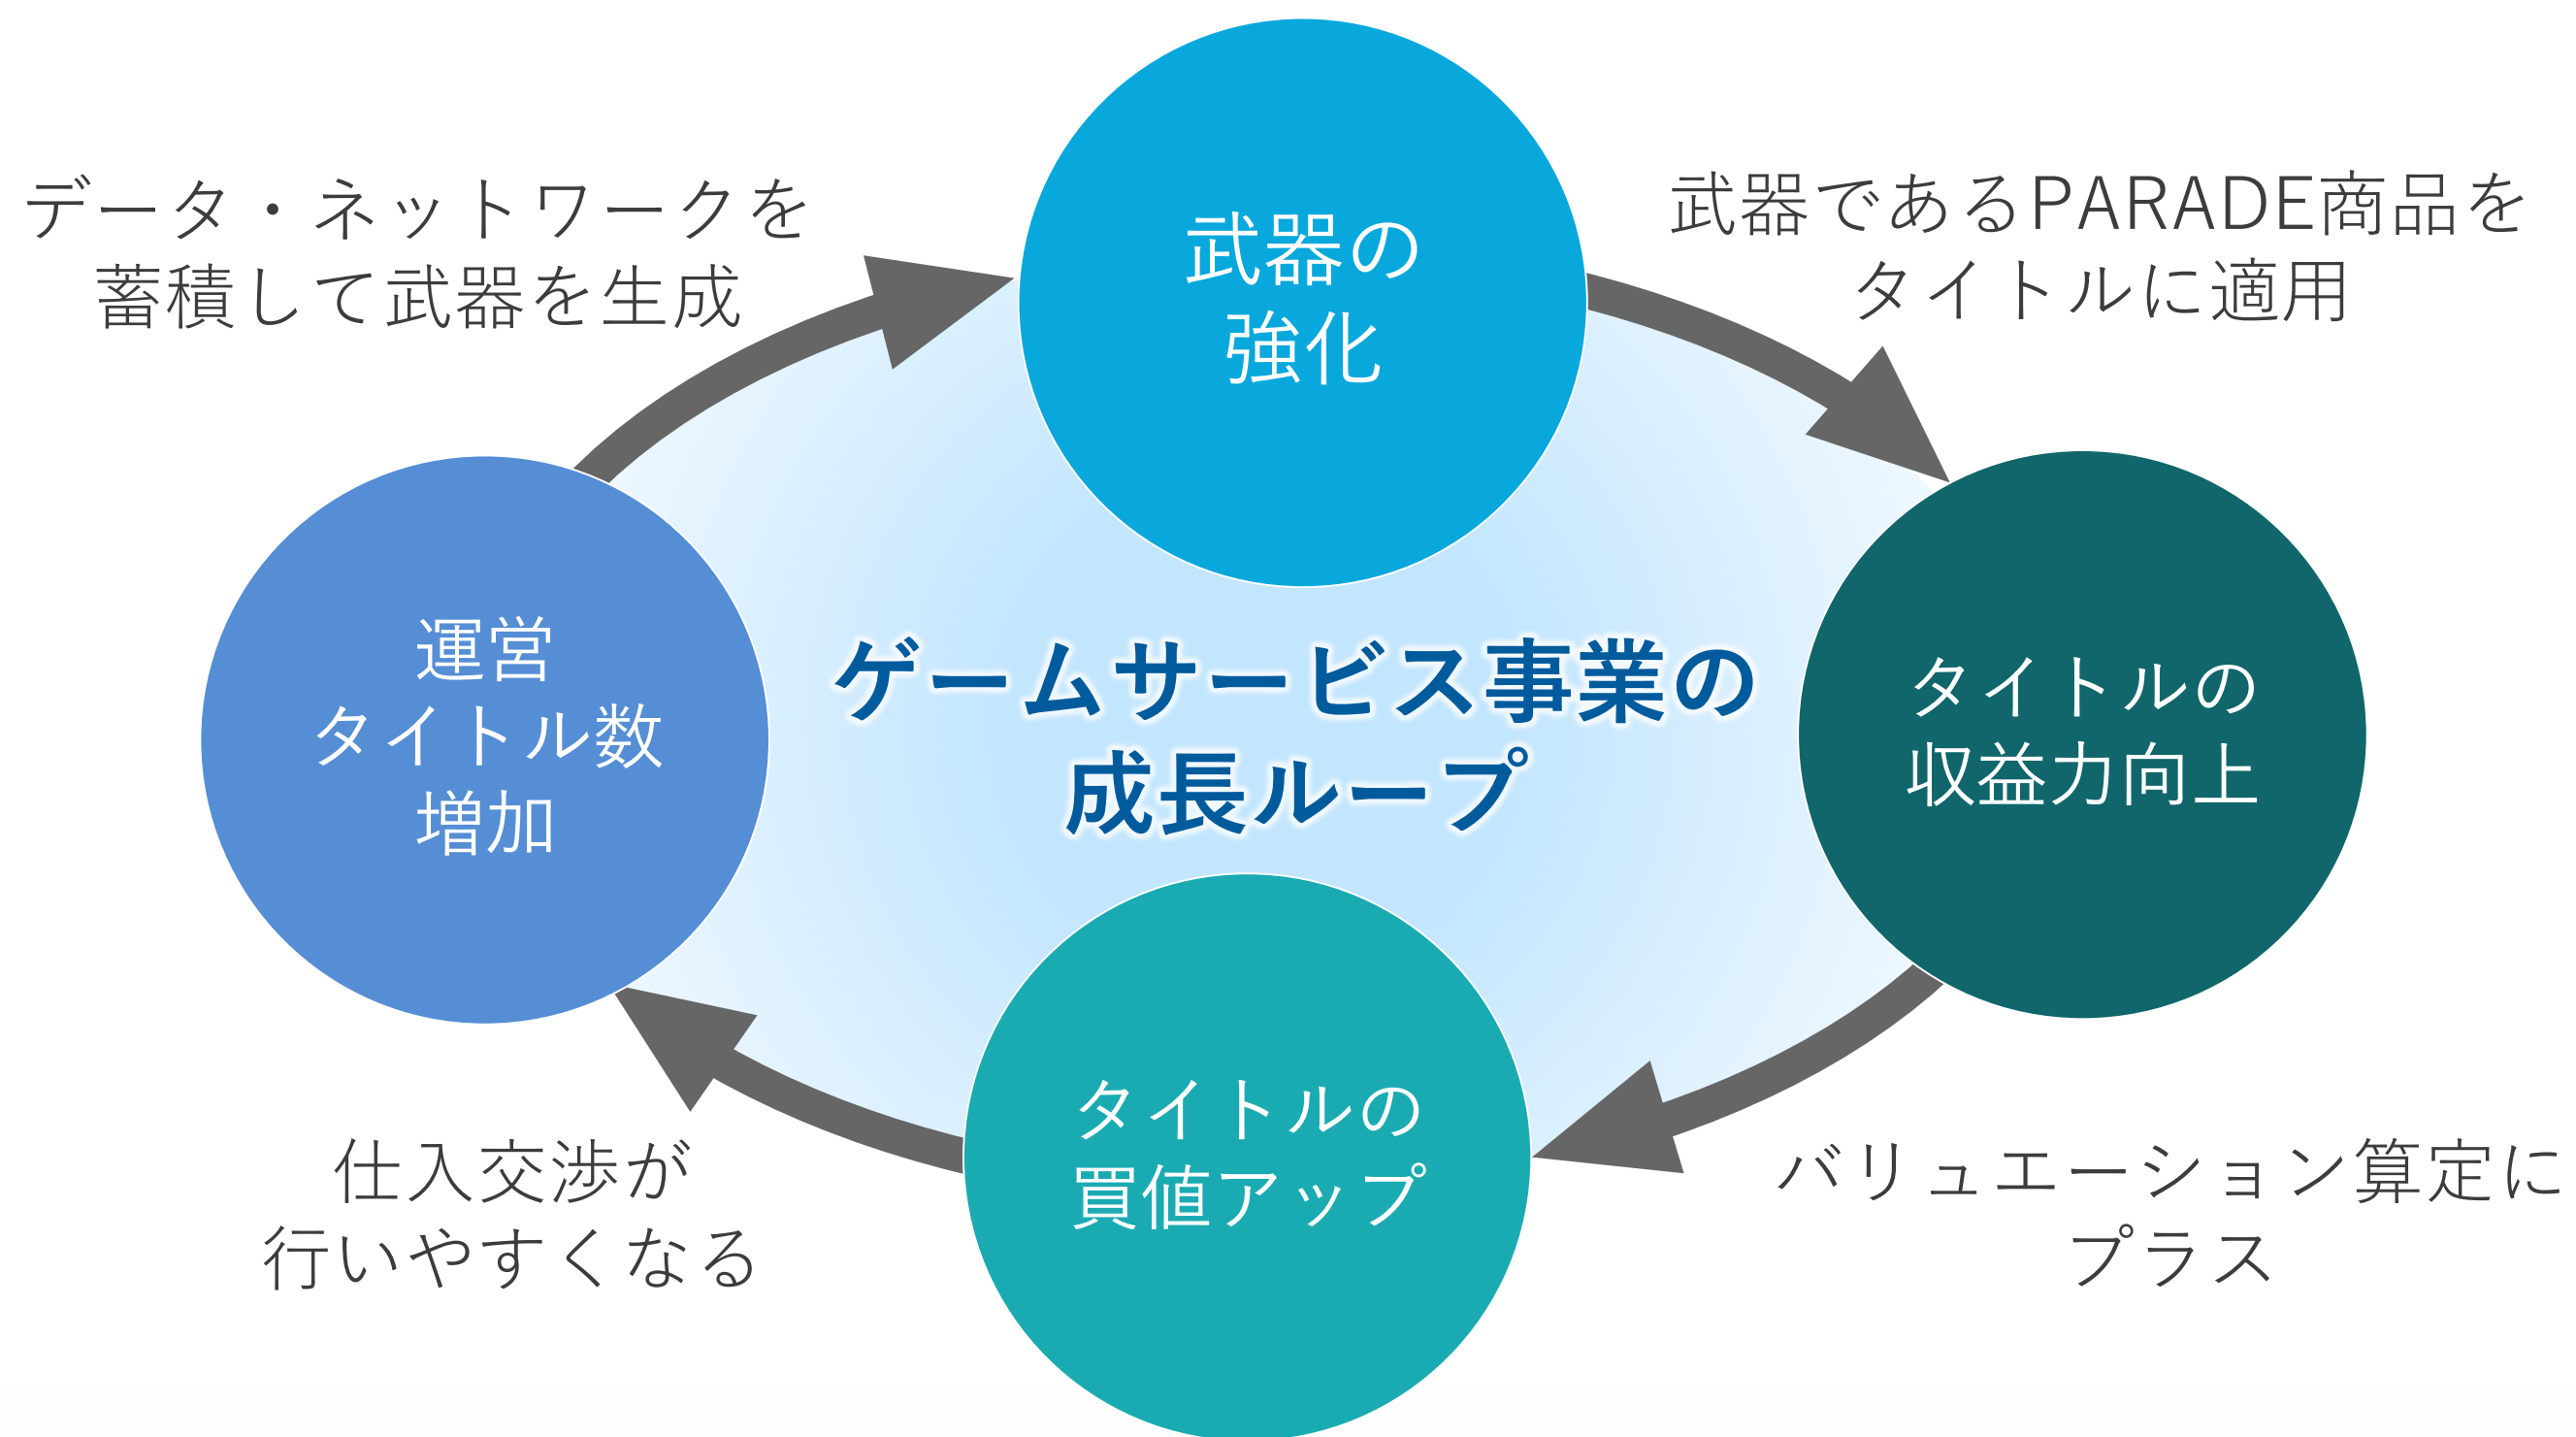 データ・ネットワークを
蓄積して武器を生成
武器の
強化
武器であるPARADE商品を
タイトルに適用
運営
タイトル数
増加
ゲームサービス事業の
成長ループ
タイトルの
収益力向上
タイトルの
買値アップ
仕入交渉が
行いやすくなる
バリュエーション算定に
プラス